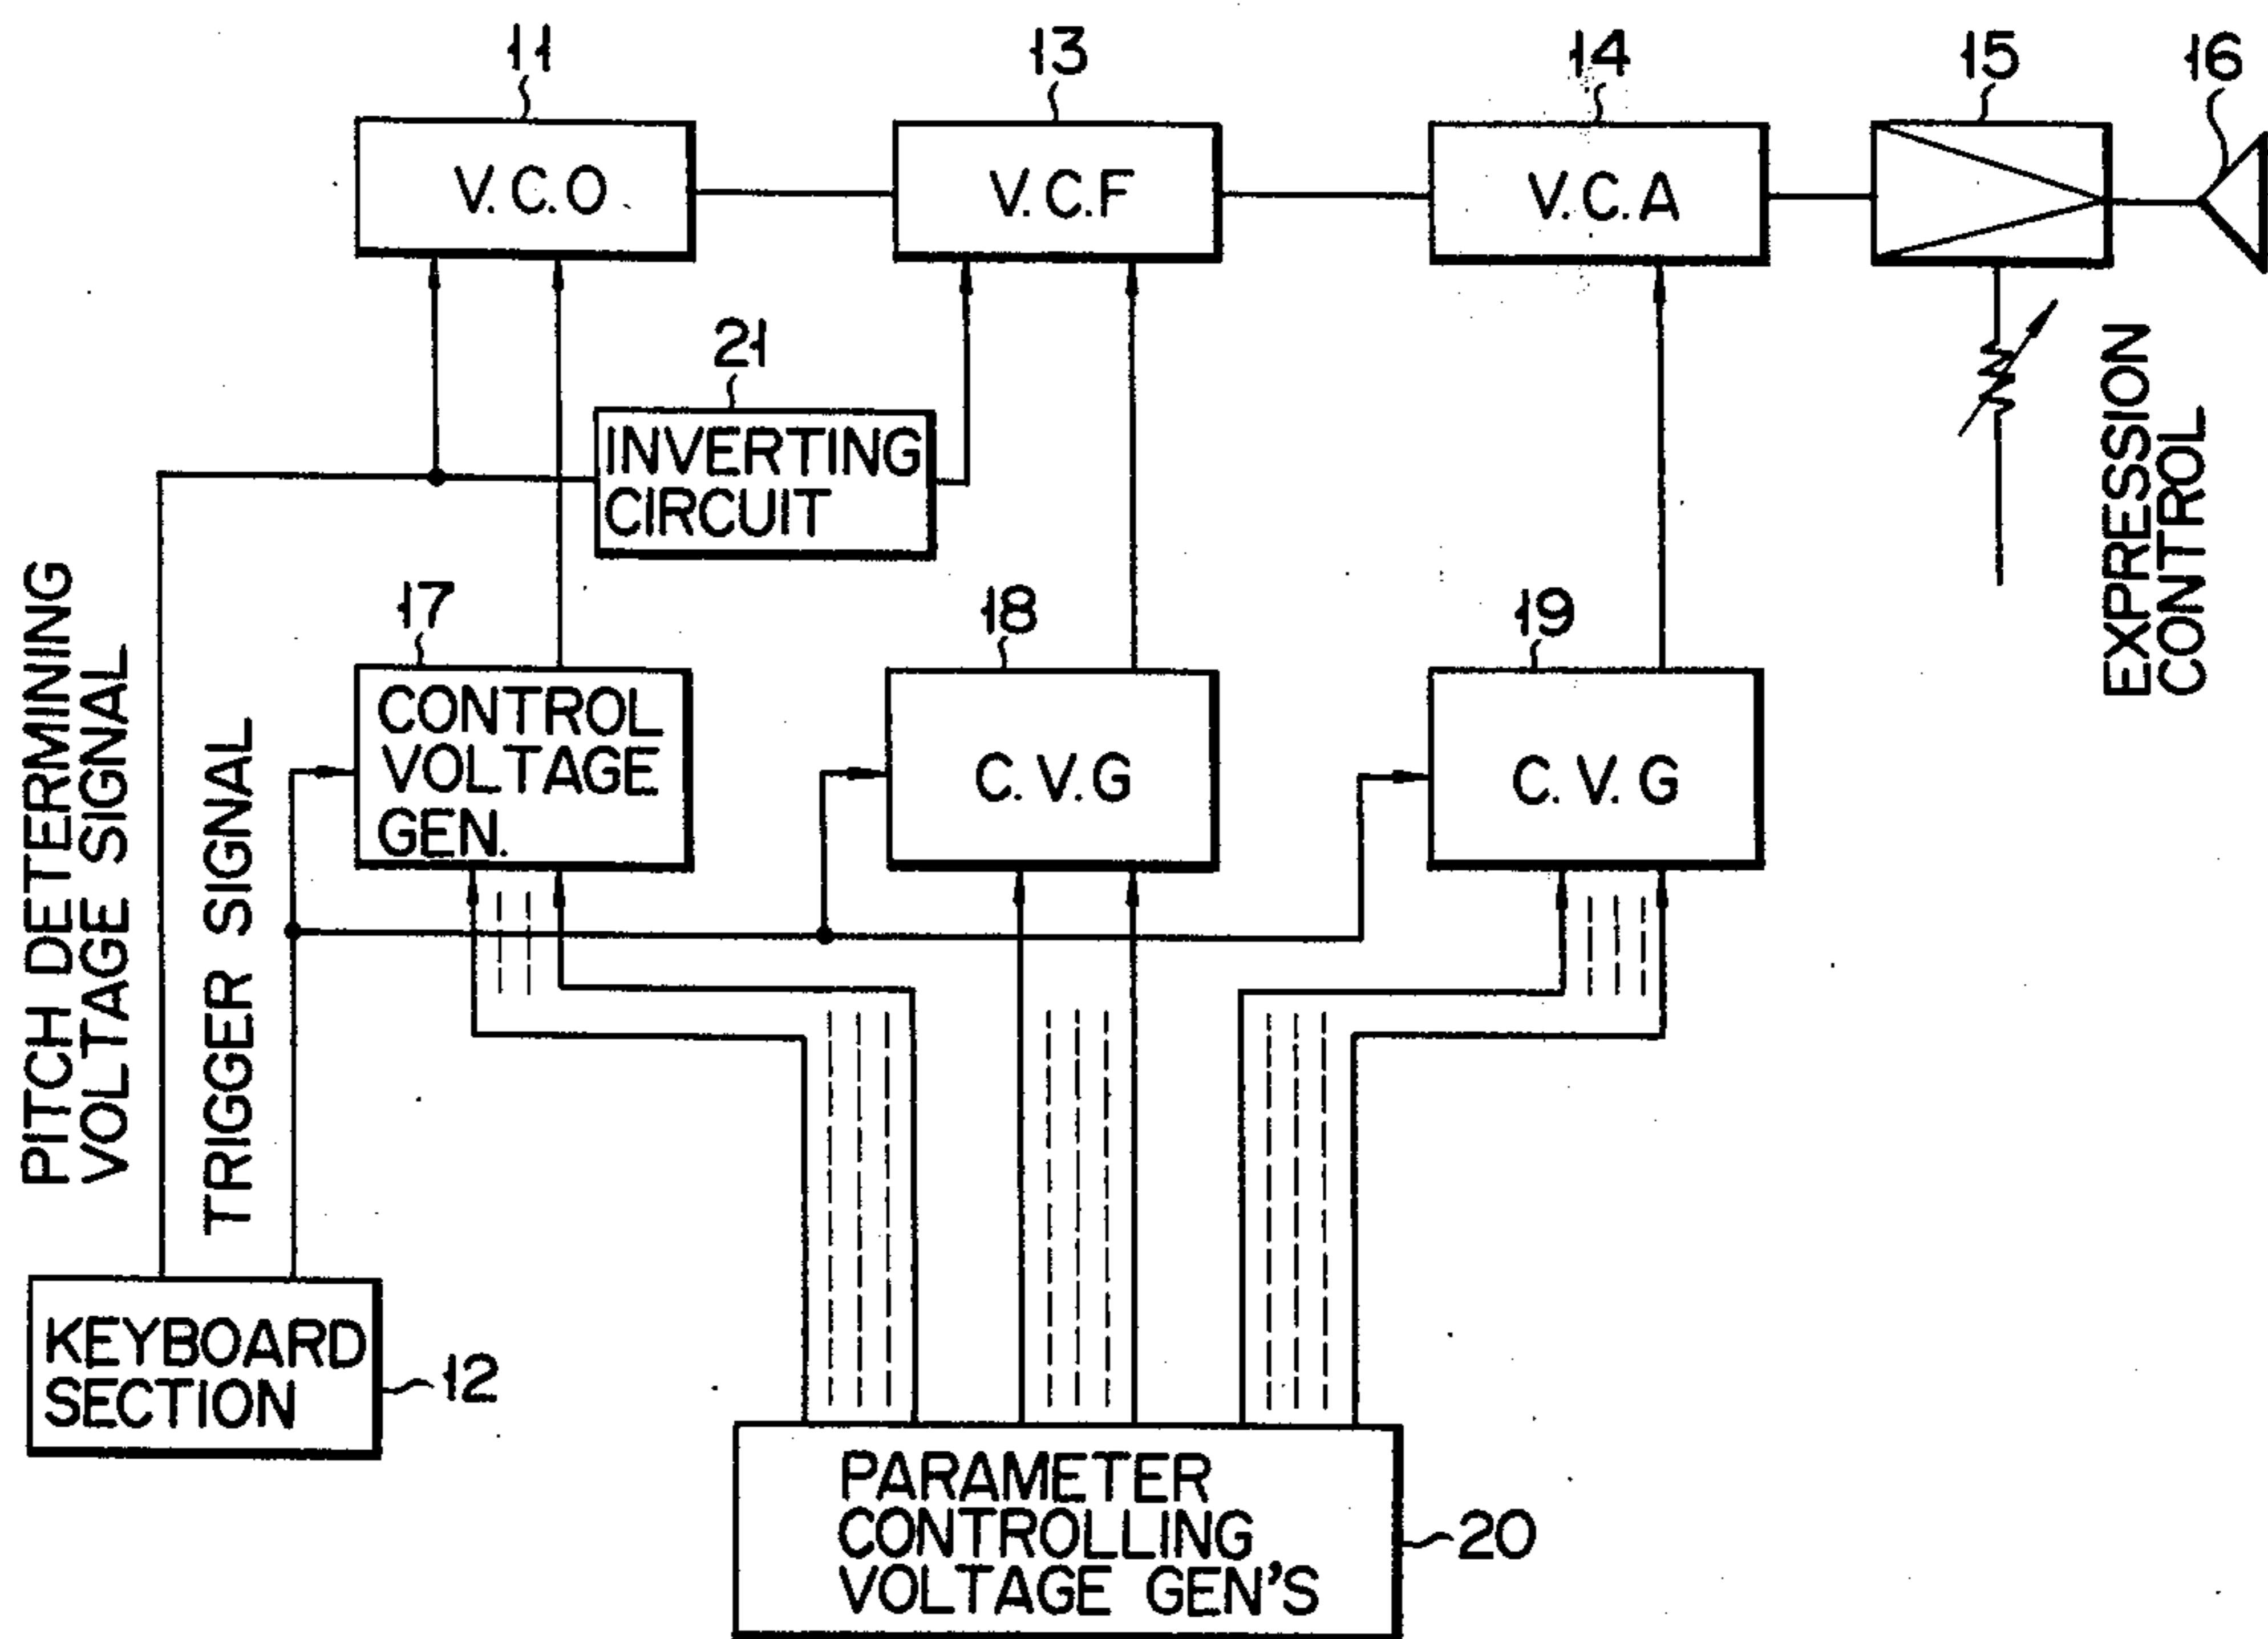 11
13
14
15
16
V.C.O
V.C.F
V.C.A
21
INVERTING
CIRCUIT
EXPRESSION
CONTROL
PITCH DETERMINING
VOLTAGE SIGNAL
TRIGGER SIGNAL
17
18
19
CONTROL
VOLTAGE
GEN.
C.V.G
C.V.G
KEYBOARD
SECTION
12
PARAMETER
CONTROLLING
VOLTAGE GEN'S
20